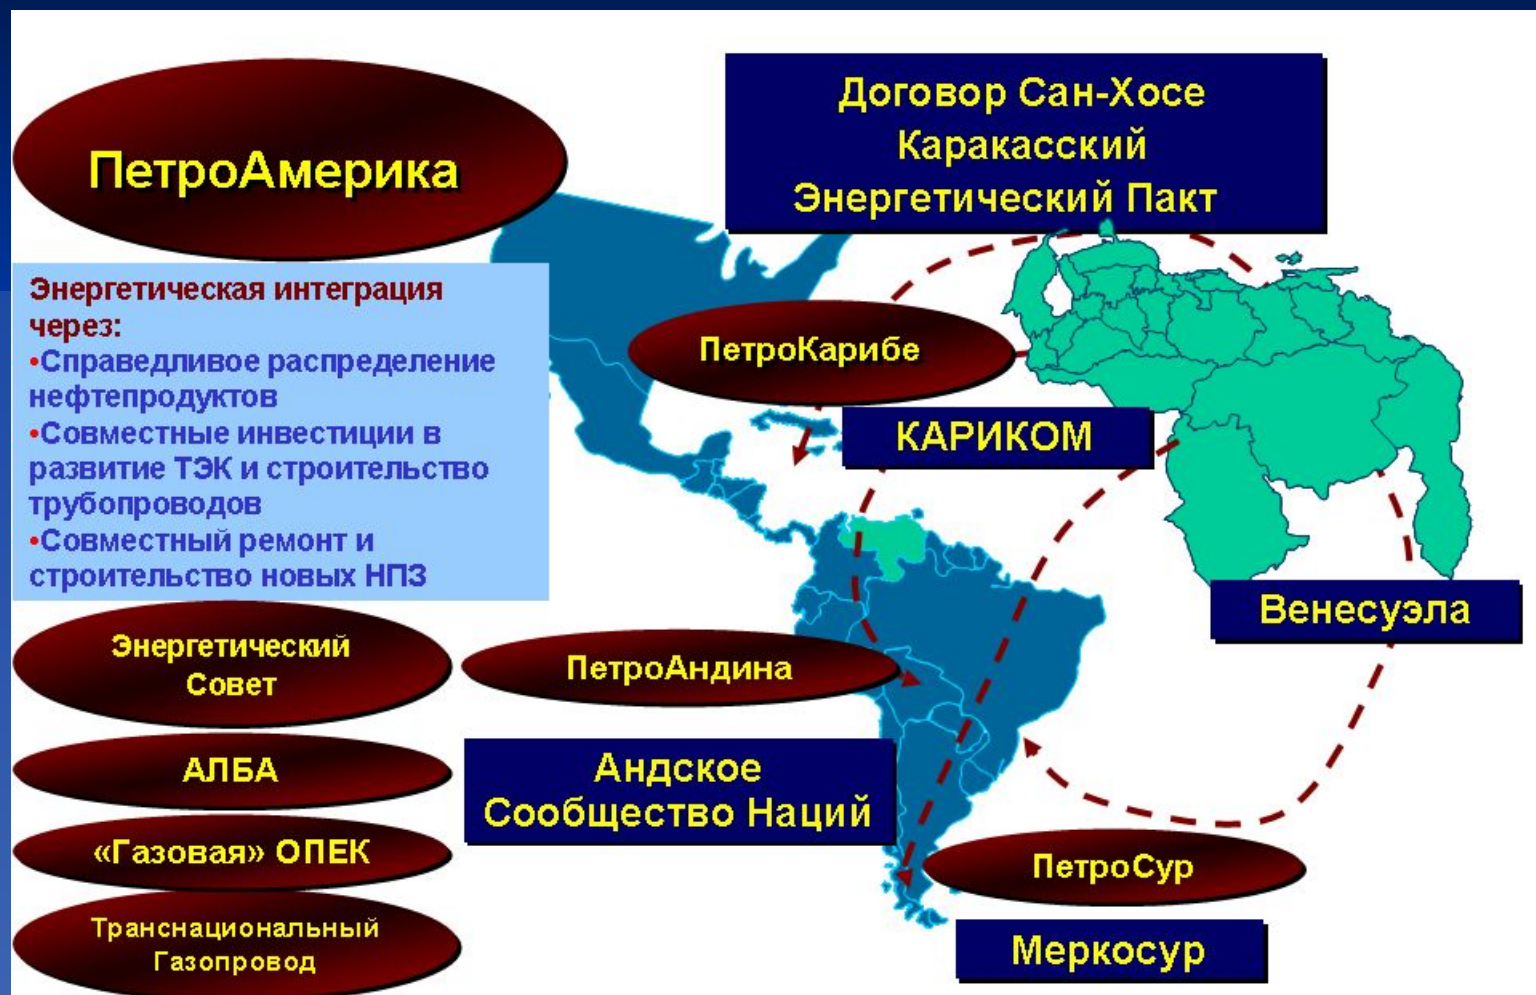 ПетроАмерика
Договор Сан-Хосе
Каракасский
Энергетический Пакт
Энергетическая интеграция
через:
•Справедливое распределение
нефтепродуктов
•Совместные инвестиции в
развитие ТЭК и строительство
трубопроводов
•Совместный ремонт и
строительство новых НПЗ
ПетроКарибе
КАРИКОМ
Венесуэла
Энергетический
Совет
АЛБА
«Газовая» ОПЕК
Транснациональный
Газопровод
ПетроАндина
Андское
Сообщество Наций
ПетроСур
Меркосур